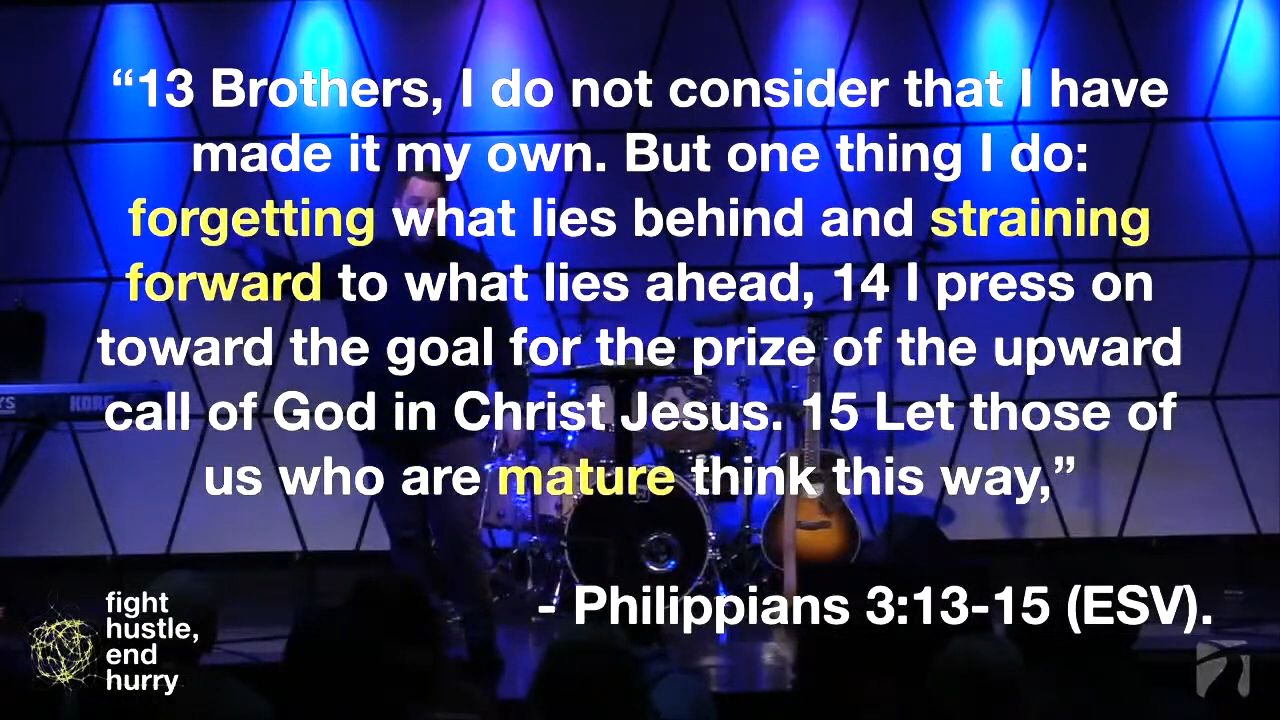 “13 Brothers, I do not consider that I have
made it my own. But one thing I do:
forgetting what lies behind and straining
forward to what lies ahead, 14 I press on
toward the goal for the prize of the upward
call of God in Christ Jesus. 15 Let those of
us who are mature think this way,”
- Philippians 3:13-15 (ESV).
fight
hustle,
end
hurry